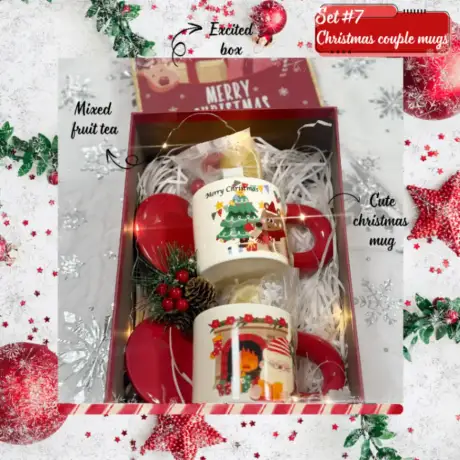 Set #7
Christmas couple mugs
Excited
box
MERRY
CHRISTMAS
Mixed
fruit tea
Merry Christmas
Cute
christmas
mug